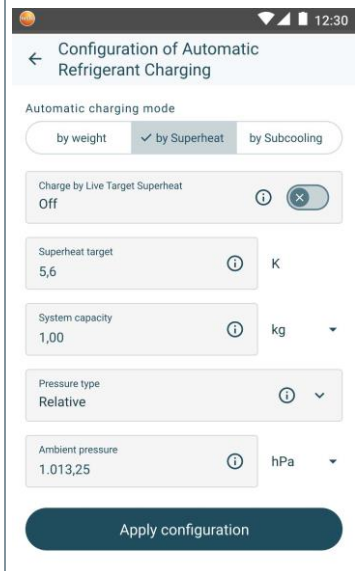 12:30
Configuration of Automatic
Refrigerant Charging
Automatic charging mode
by weight by Superheat by Subcooling
Charge by Live Target Superheat
Off
Superheat target
5,6 K
System capacity
1,00 kg
Pressure type
Relative
Ambient pressure
1.013,25 hPa
Apply configuration